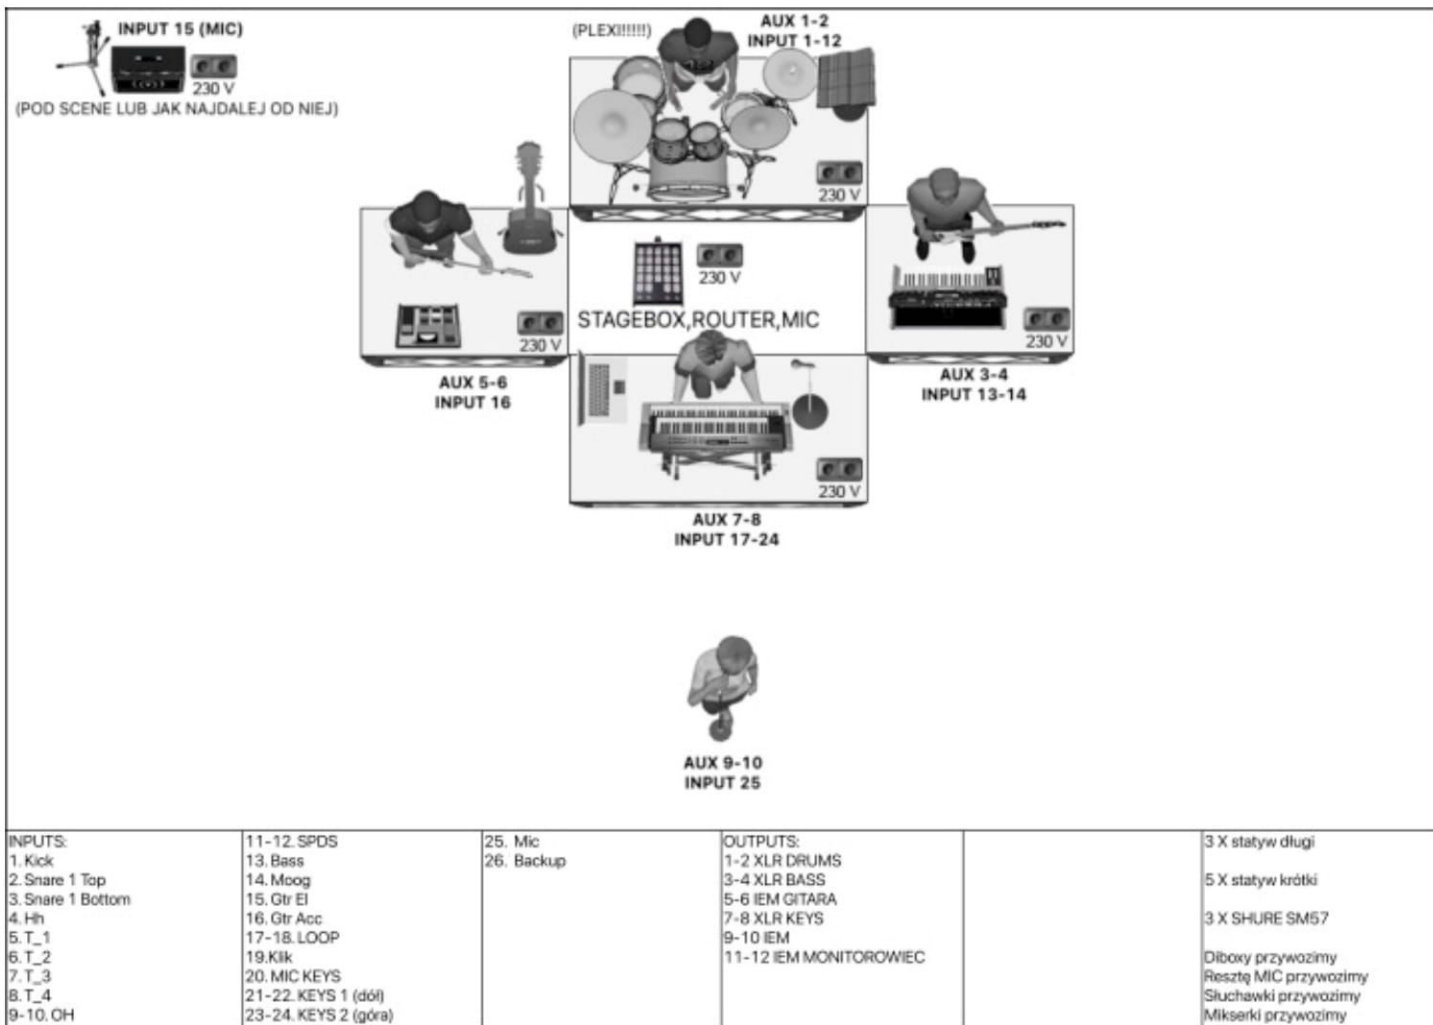 INPUT 15 (MIC)
230 V
(POD SCENE LUB JAK NAJDALEJ OD NIEJ)
(PLEXI!!!!!)
AUX 1-2
INPUT 1-12
230 V
230 V
STAGEBOX,ROUTER,MIC
230 V
AUX 5-6
INPUT 16
230 V
AUX 3-4
INPUT 13-14
230 V
AUX 7-8
INPUT 17-24
AUX 9-10
INPUT 25
INPUTS:
1. Kick
2. Snare 1 Top
3. Snare 1 Bottom
4. Hh
5. T_1
6. T_2
7. T_3
8. T_4
9-10. OH
11-12. SPDS
13. Bass
14. Moog
15. Gtr El
16. Gtr Acc
17-18. LOOP
19.Klik
20. MIC KEYS
21-22. KEYS 1 (dół)
23-24. KEYS 2 (góra)
25. Mic
26. Backup
OUTPUTS:
1-2 XLR DRUMS
3-4 XLR BASS
5-6 IEM GITARA
7-8 XLR KEYS
9-10 IEM
11-12 IEM MONITOROWIEC
3 X statyw długi
5 X statyw krótki
3 X SHURE SM57
Diboxy przywozimy
Resztę MIC przywozimy
Słuchawki przywozimy
Mikserki przywozimy